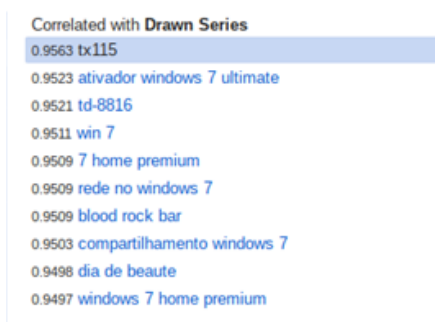 Correlated with Drawn Series
0.9563 tx115
0.9523 ativador windows 7 ultimate
0.9521 td-8816
0.9511 win 7
0.9509 7 home premium
0.9509 rede no windows 7
0.9509 blood rock bar
0.9503 compartilhamento windows 7
0.9498 dia de beaute
0.9497 windows 7 home premium